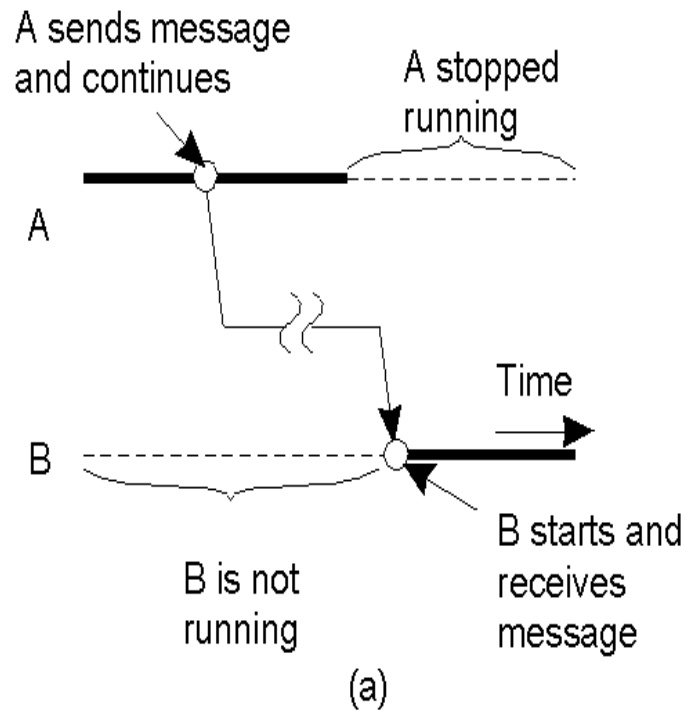 A sends message
and continues
A stopped
running
A
Time
B
B starts and
receives
message
B is not
running
(a)